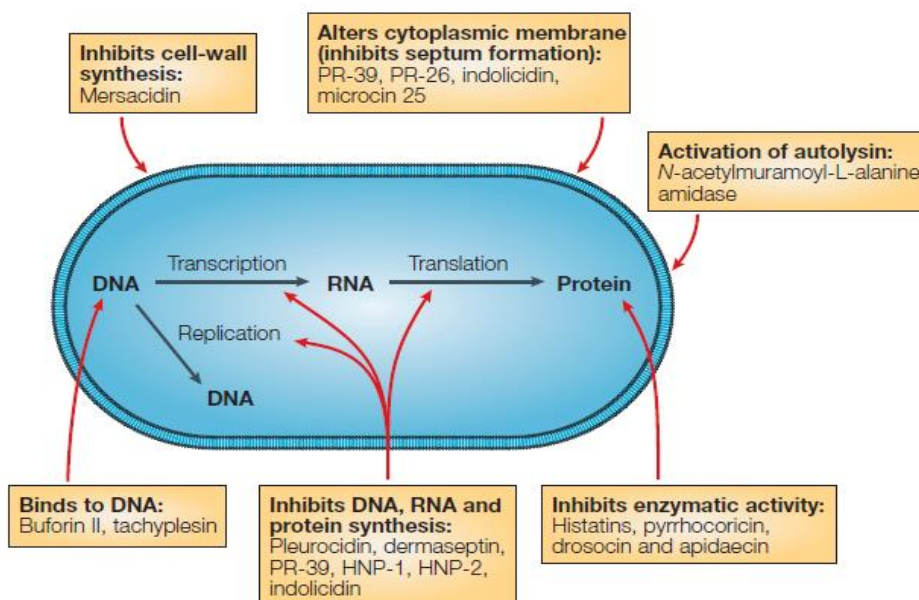 Inhibits cell-wall
synthesis:
Mersacidin
Alters cytoplasmic membrane
(inhibits septum formation):
PR-39, PR-26, indolicidin,
microcin 25
Activation of autolysin:
N-acetylmuramoyl-L-alanine
amidase
Transcription
Translation
DNA
RNA
Protein
Replication
DNA
Binds to DNA:
Buforin II, tachyplesin
Inhibits DNA, RNA and
protein synthesis:
Pleurocidin, dermaseptin,
PR-39, HNP-1, HNP-2,
indolicidin
Inhibits enzymatic activity:
Histatins, pyrrhocoricin,
drosocin and apidaecin